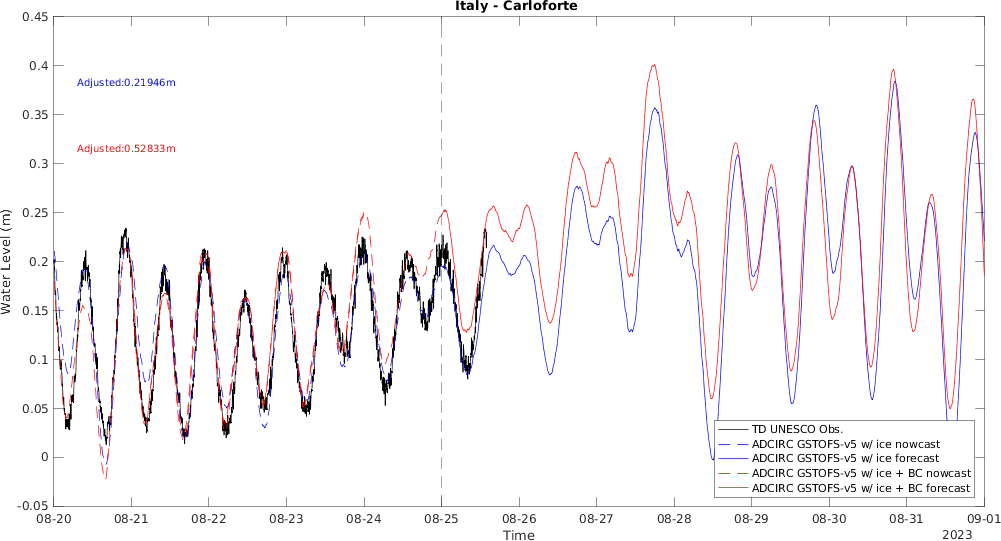 Italy - Carloforte
0.45
0.4
0.35
0.3
0.25
0.2
0.15
0.1
0.05
0
-0.05
Water Level (m)
Adjusted:0.21946m
Adjusted:0.52833m
TD UNESCO Obs.
ADCIRC GSTOFS-v5 w/ ice nowcast
ADCIRC GSTOFS-v5 w/ ice forecast
ADCIRC GSTOFS-v5 w/ ice + BC nowcast
ADCIRC GSTOFS-v5 w/ ice + BC forecast
08-20 08-21 08-22 08-23 08-24 08-25 08-26 08-27 08-28 08-29 08-30 08-31 09-01
Time
2023